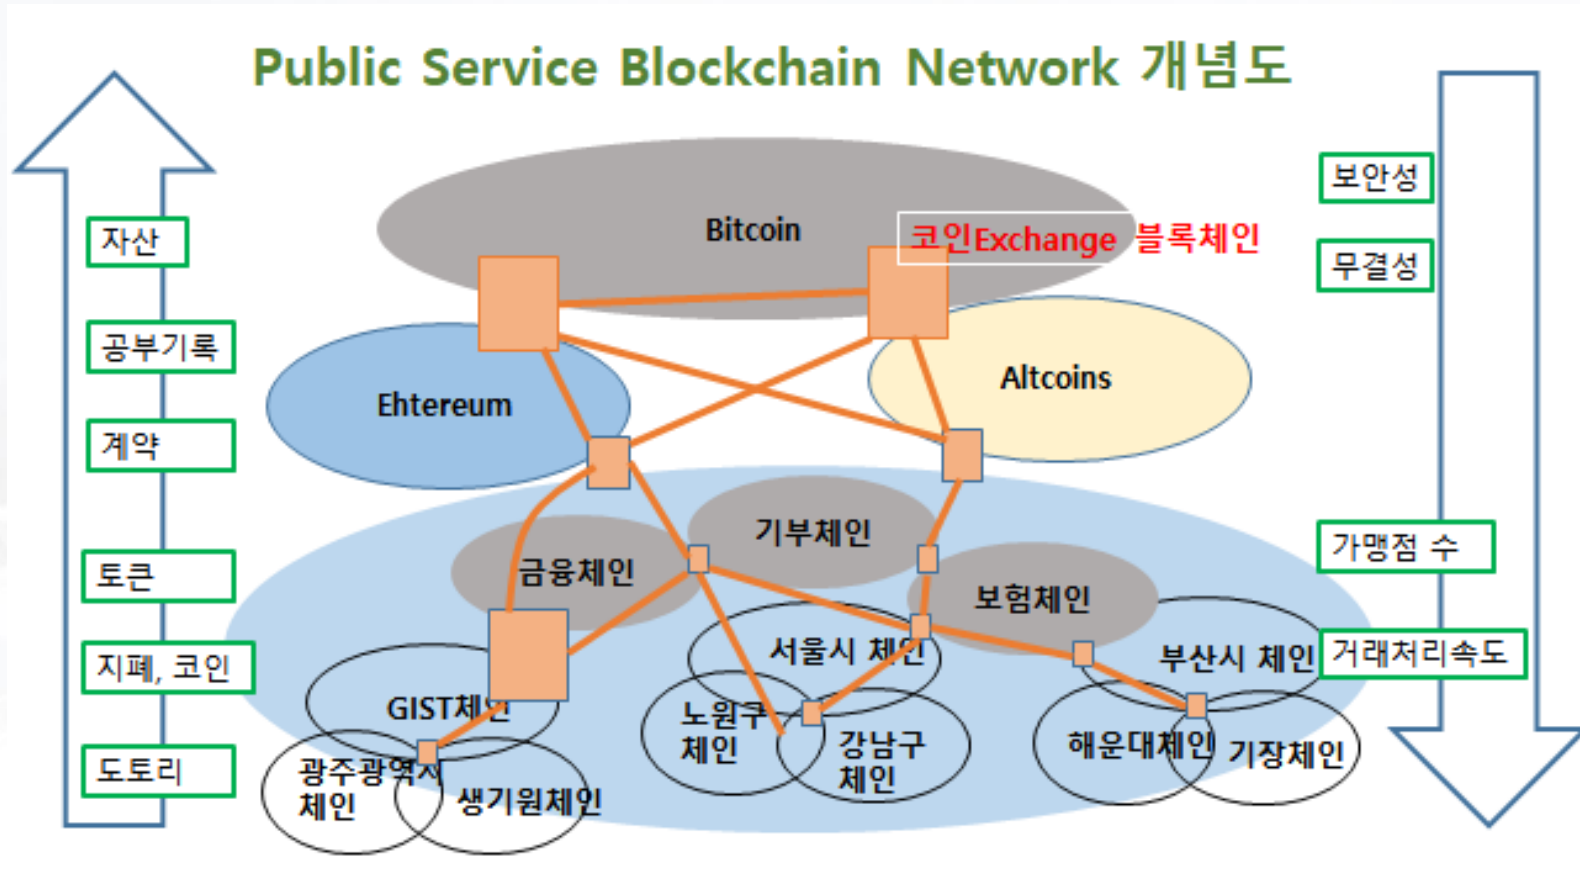 Public Service Blockchain Network 개념도
보안성
자산
Bitcoin
코인Exchange 블록체인
무결성
공부기록
Ehtereum
Altcoins
계약
기부체인
가맹점 수
토큰
금융체인
보험체인
지폐, 코인
서울시 체인
부산시 체인
거래처리속도
GIST체인
노원구
체인
강남구
체인
해운대체인
기장체인
도토리
광주광역시
체인
생기원체인